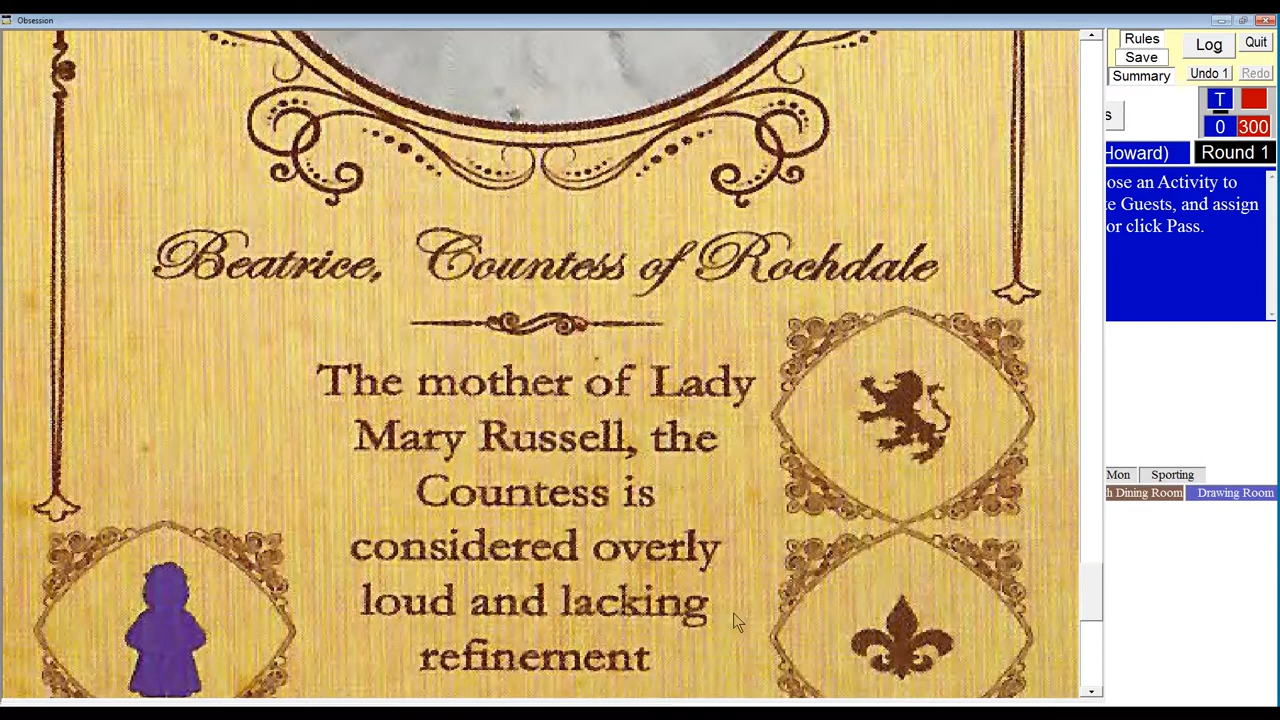 Obsession
Rules
Save
Summary
Log
Quit
Undo 1
Redo
s
T
0
300
Howard)
Round 1
ose an Activity to
te Guests, and assign
or click Pass.
Beatrice, Countess of Rochdale
The mother of Lady
Mary Russell, the
Countess is
considered overly
loud and lacking
refinement
Mon
Sporting
h Dining Room
Drawing Room